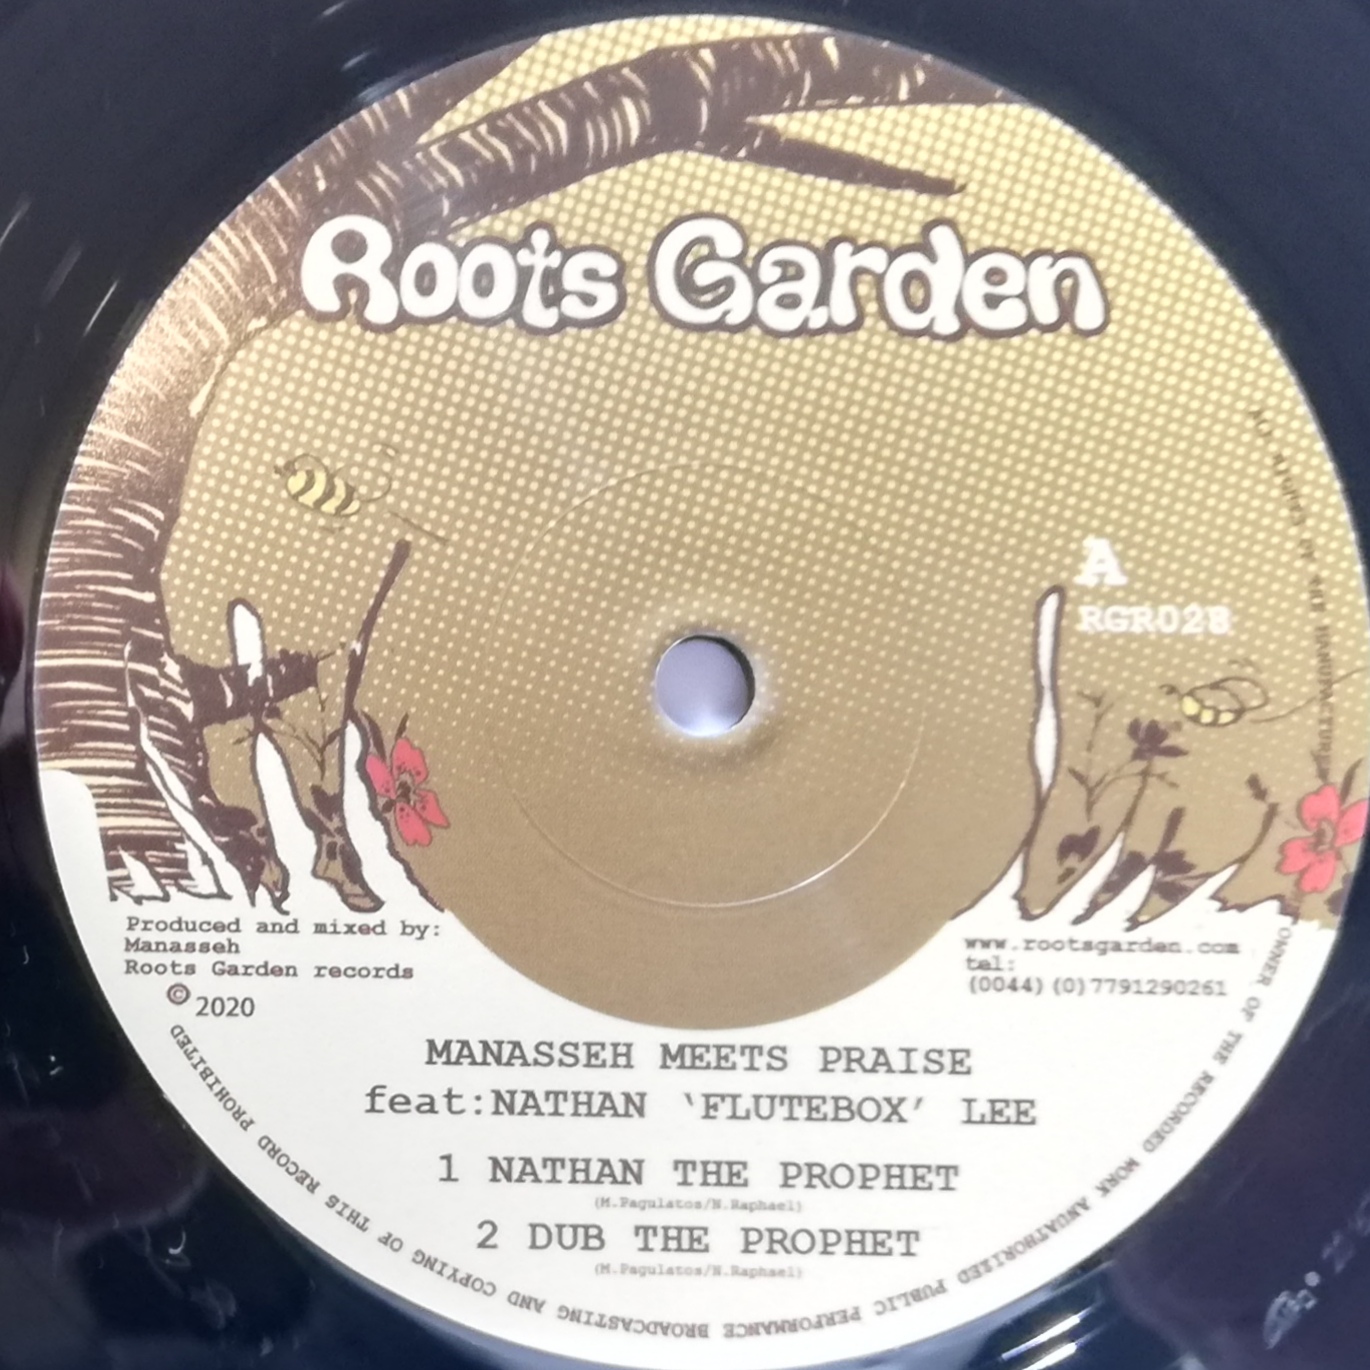 Roots Garden
A
RGR028
Produced and mixed by:
Manasseh
Roots Garden records
© 2020
www.rootsgarden.com
tel:
(0044)(0)7791290261
MANASSEH MEETS PRAISE
feat:NATHAN ‘FLUTEBOX’ LEE
1 NATHAN THE PROPHET
(M.Pagulatos/N.Raphael)
2 DUB THE PROPHET
(M.Pagulatos/N.Raphael)
OWNER OF THE RECORDED WORK ANUATHORIZED PUBLIC PERFORMANCE BROADCASTING AND COPYING OF THIS RECORD PROHIBITED